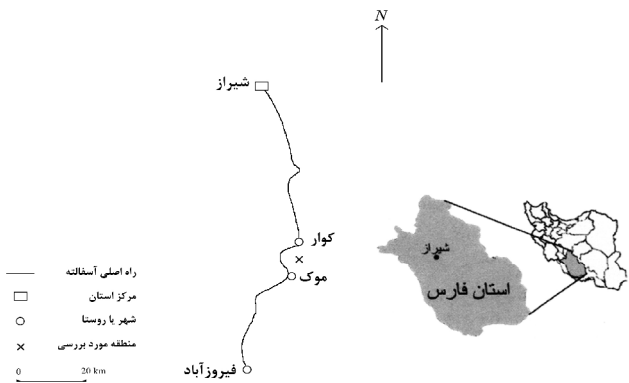 N
شیراز
کوار
موک
فیروزآباد
شیراز
استان فارس
راه اصلی آسفالته
مرکز استان
شهر یا روستا
منطقه مورد بررسی
0 20 km